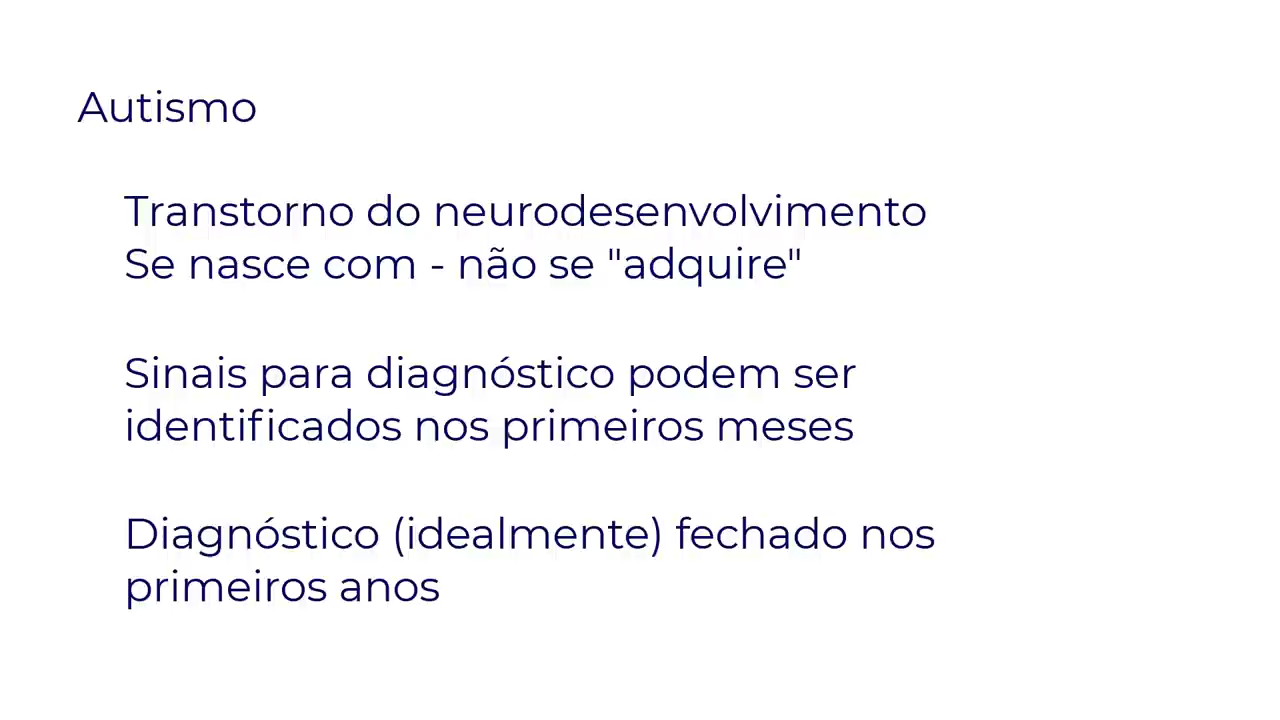 Autismo
Transtorno do neurodesenvolvimento
Se nasce com - não se "adquire"
Sinais para diagnóstico podem ser
identificados nos primeiros meses
Diagnóstico (idealmente) fechado nos
primeiros anos